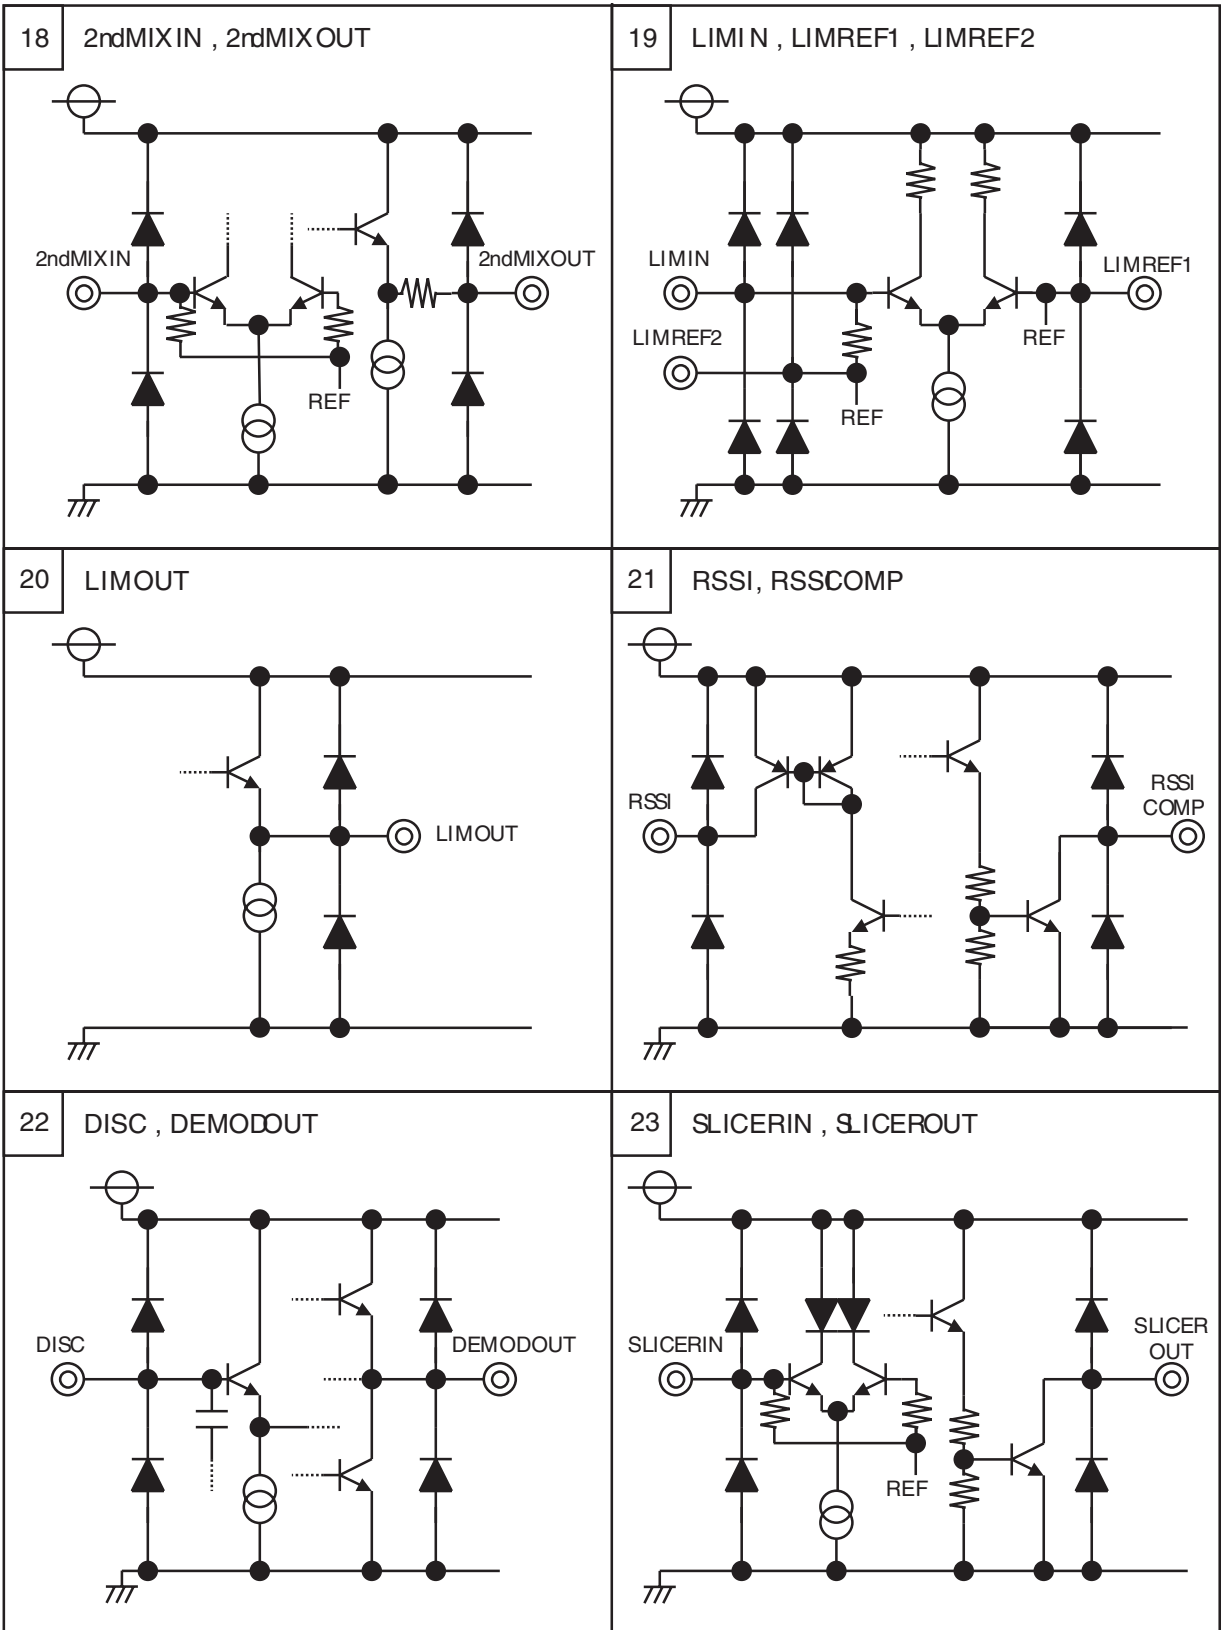 18 2ndMIXIN , 2ndMIXOUT
2ndMIXIN
2ndMIXOUT
REF
19 LIMIN , LIMREF1 , LIMREF2
LIMIN
LIMREF1
LIMREF2
REF
REF
20 LIMOUT
LIMOUT
21 RSSI, RSSICOMP
RSSI
RSSI
COMP
22 DISC , DEMODOUT
DISC
DEMODOUT
23 SLICERIN , SLICEROUT
SLICERIN
SLICER
OUT
REF